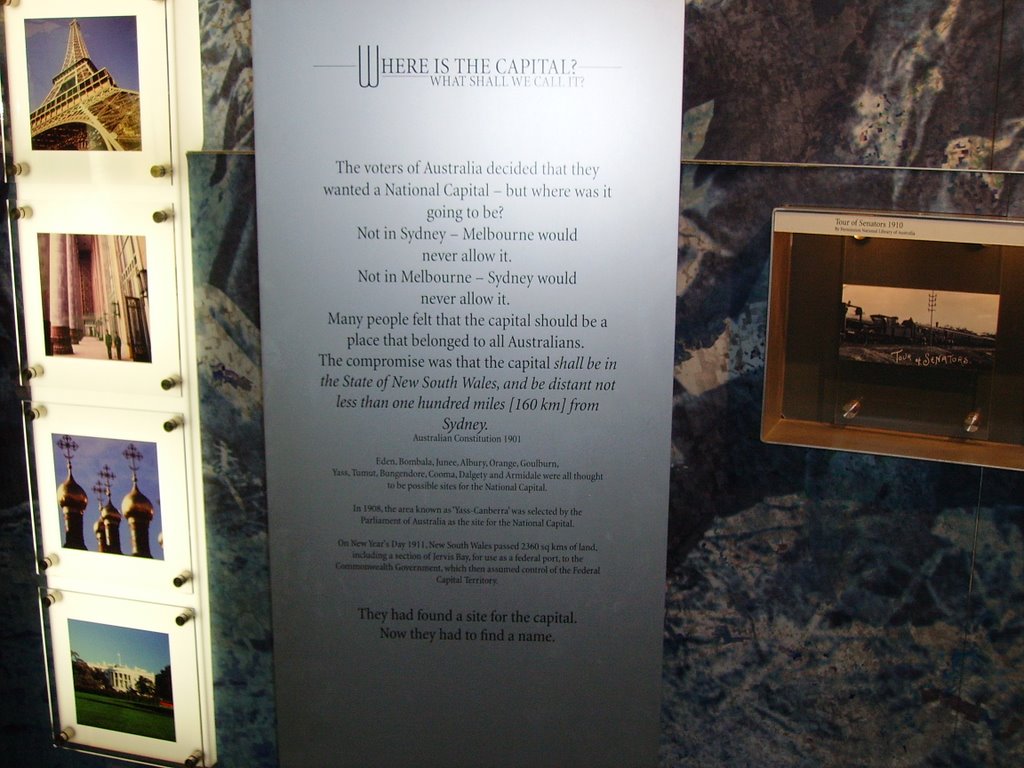 WHERE IS THE CAPITAL?
WHAT SHALL WE CALL IT?
The voters of Australia decided that they
wanted a National Capital – but where was it
going to be?
Not in Sydney – Melbourne would
never allow it.
Not in Melbourne – Sydney would
never allow it.
Many people felt that the capital should be a
place that belonged to all Australians.
The compromise was that the capital shall be in
the State of New South Wales, and be distant not
less than one hundred miles [160 km] from
Sydney.
Australian Constitution 1901
Eden, Bombala, Junee, Albury, Orange, Goulburn,
Yass, Tumut, Bungendore, Cooma, Dalgety and Armidale were all thought
to be possible sites for the National Capital.
In 1908, the area known as 'Yass-Canberra' was selected by the
Parliament of Australia as the site for the National Capital.
On New Year's Day 1911, New South Wales passed 2360 sq kms of land,
including a section of Jervis Bay, for use as a federal port, to the
Commonwealth Government, which then assumed control of the Federal
Capital Territory.
They had found a site for the capital.
Now they had to find a name.
Tour of Senators 1910
By Permission National Library of Australia
TOUR of SENATORS.